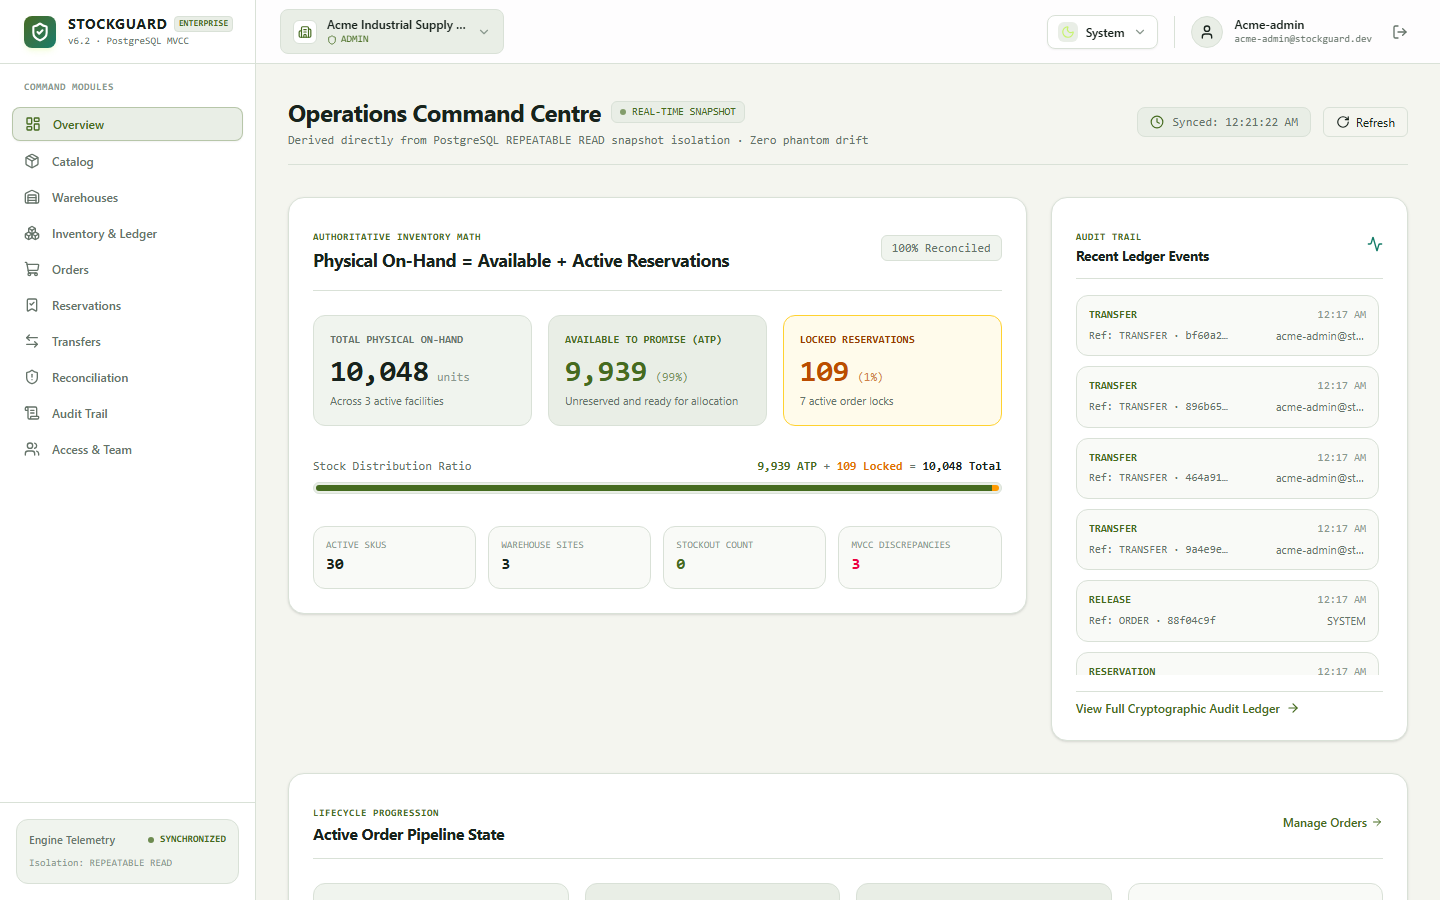 STOCKGUARD ENTERPRISE
v6.2 · PostgreSQL MVCC
Acme Industrial Supply ...
ADMIN
System
Acme-admin
acme-admin@stockguard.dev
COMMAND MODULES
Overview
Catalog
Warehouses
Inventory & Ledger
Orders
Reservations
Transfers
Reconciliation
Audit Trail
Access & Team
Engine Telemetry SYNCHRONIZED
Isolation: REPEATABLE READ
Operations Command Centre REAL-TIME SNAPSHOT
Derived directly from PostgreSQL REPEATABLE READ snapshot isolation · Zero phantom drift
Synced: 12:21:22 AM
Refresh
AUTHORITATIVE INVENTORY MATH
Physical On-Hand = Available + Active Reservations
100% Reconciled
TOTAL PHYSICAL ON-HAND
10,048 units
Across 3 active facilities
AVAILABLE TO PROMISE (ATP)
9,939 (99%)
Unreserved and ready for allocation
LOCKED RESERVATIONS
109 (1%)
7 active order locks
Stock Distribution Ratio
9,939 ATP + 109 Locked = 10,048 Total
ACTIVE SKUS
30
WAREHOUSE SITES
3
STOCKOUT COUNT
0
MVCC DISCREPANCIES
3
AUDIT TRAIL
Recent Ledger Events
TRANSFER 12:17 AM
Ref: TRANSFER · bf60a2… acme-admin@st...
TRANSFER 12:17 AM
Ref: TRANSFER · 896b65… acme-admin@st...
TRANSFER 12:17 AM
Ref: TRANSFER · 464a91… acme-admin@st...
TRANSFER 12:17 AM
Ref: TRANSFER · 9a4e9e… acme-admin@st...
RELEASE 12:17 AM
Ref: ORDER · 88f04c9f SYSTEM
RESERVATION 12:17 AM
View Full Cryptographic Audit Ledger
LIFECYCLE PROGRESSION
Active Order Pipeline State
Manage Orders